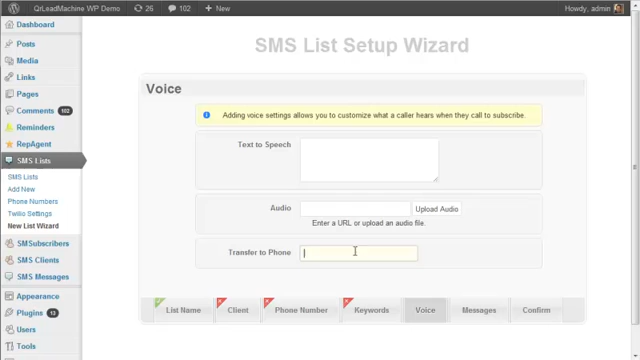 QrLeadMachine WP Demo 26 102 + New Howdy, admin
Dashboard
Posts
Media
Links
Pages
Comments 102
Reminders
RepAgent
SMS Lists
SMS Lists
Add New
Phone Numbers
Twilio Settings
New List Wizard
SMSubscribers
SMS Clients
SMS Messages
Appearance
Plugins 13
Users
Tools
SMS List Setup Wizard
Voice
Adding voice settings allows you to customize what a caller hears when they call to subscribe.
Text to Speech
Audio Upload Audio
Enter a URL or upload an audio file.
Transfer to Phone
List Name Client Phone Number Keywords Voice Messages Confirm